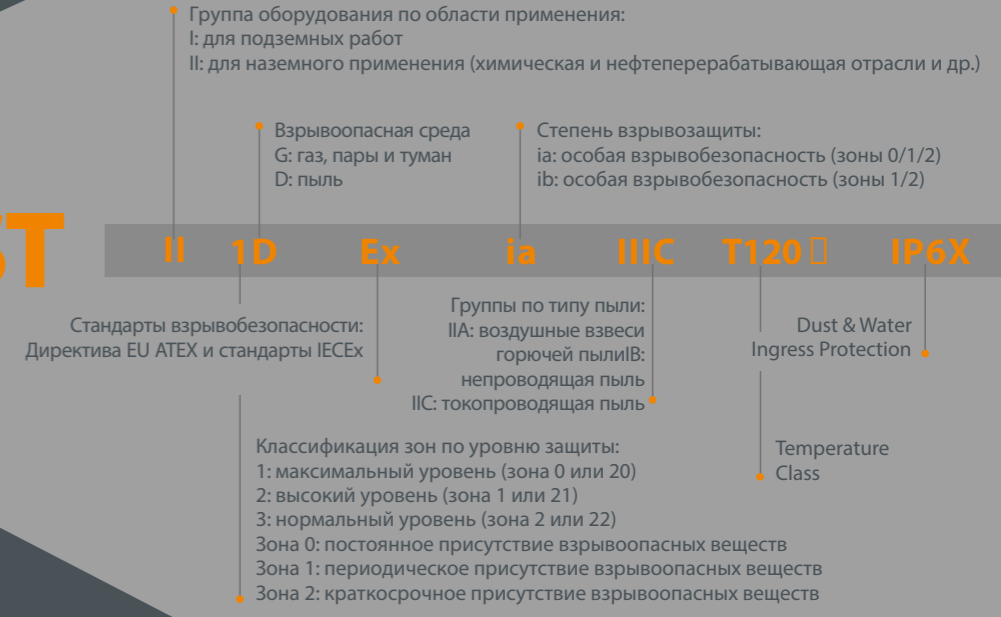 Группа оборудования по области применения:
I: для подземных работ
II: для наземного применения (химическая и нефтеперерабатывающая отрасли и др.)
Взрывоопасная среда
G: газ, пары и туман
D: пыль
Степень взрывозащиты:
ia: особая взрывобезопасность (зоны 0/1/2)
ib: особая взрывобезопасность (зоны 1/2)
II 1D Ex ia IIIC T120 IP6X
Стандарты взрывобезопасности:
Директива EU ATEX и стандарты IECEx
Группы по типу пыли:
IIA: воздушные взвеси
горючей пылиIB:
непроводящая пыль
IIC: токопроводящая пыль
Dust & Water
Ingress Protection
Классификация зон по уровню защиты:
1: максимальный уровень (зона 0 или 20)
2: высокий уровень (зона 1 или 21)
3: нормальный уровень (зона 2 или 22)
Зона 0: постоянное присутствие взрывоопасных веществ
Зона 1: периодическое присутствие взрывоопасных веществ
Зона 2: краткосрочное присутствие взрывоопасных веществ
Temperature
Class